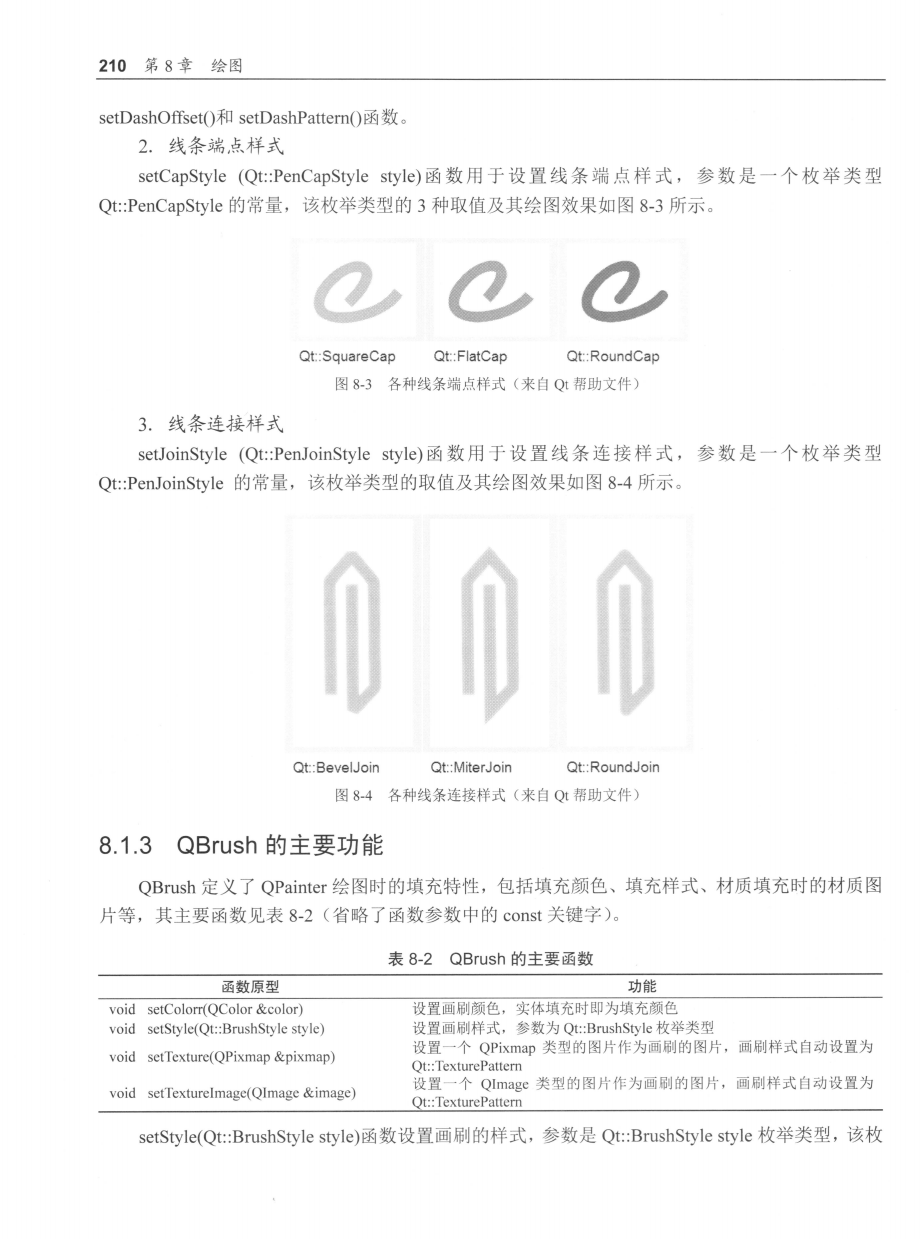 210 第 8 章 绘图
setDashOffset()和 setDashPattern()函数。
2. 线条端点样式
setCapStyle (Qt::PenCapStyle style)函数用于设置线条端点样式，参数是一个枚举类型
Qt::PenCapStyle 的常量，该枚举类型的 3 种取值及其绘图效果如图 8-3 所示。
Qt::SquareCap Qt::FlatCap Qt::RoundCap
图 8-3 各种线条端点样式（来自 Qt 帮助文件）
3. 线条连接样式
setJoinStyle (Qt::PenJoinStyle style)函数用于设置线条连接样式，参数是一个枚举类型
Qt::PenJoinStyle 的常量，该枚举类型的取值及其绘图效果如图 8-4 所示。
Qt::BevelJoin Qt::MiterJoin Qt::RoundJoin
图 8-4 各种线条连接样式（来自 Qt 帮助文件）
8.1.3 QBrush 的主要功能
QBrush 定义了 QPainter 绘图时的填充特性，包括填充颜色、填充样式、材质填充时的材质图
片等，其主要函数见表 8-2（省略了函数参数中的 const 关键字）。
表 8-2 QBrush 的主要函数
函数原型 功能
void setColorr(QColor &color) 设置画刷颜色，实体填充时即为填充颜色
void setStyle(Qt::BrushStyle style) 设置画刷样式，参数为 Qt::BrushStyle 枚举类型
void setTexture(QPixmap &pixmap) 设置一个 QPixmap 类型的图片作为画刷的图片，画刷样式自动设置为
Qt::TexturePattern
void setTextureImage(QImage &image) 设置一个 QImage 类型的图片作为画刷的图片，画刷样式自动设置为
Qt::TexturePattern
setStyle(Qt::BrushStyle style)函数设置画刷的样式，参数是 Qt::BrushStyle style 枚举类型，该枚